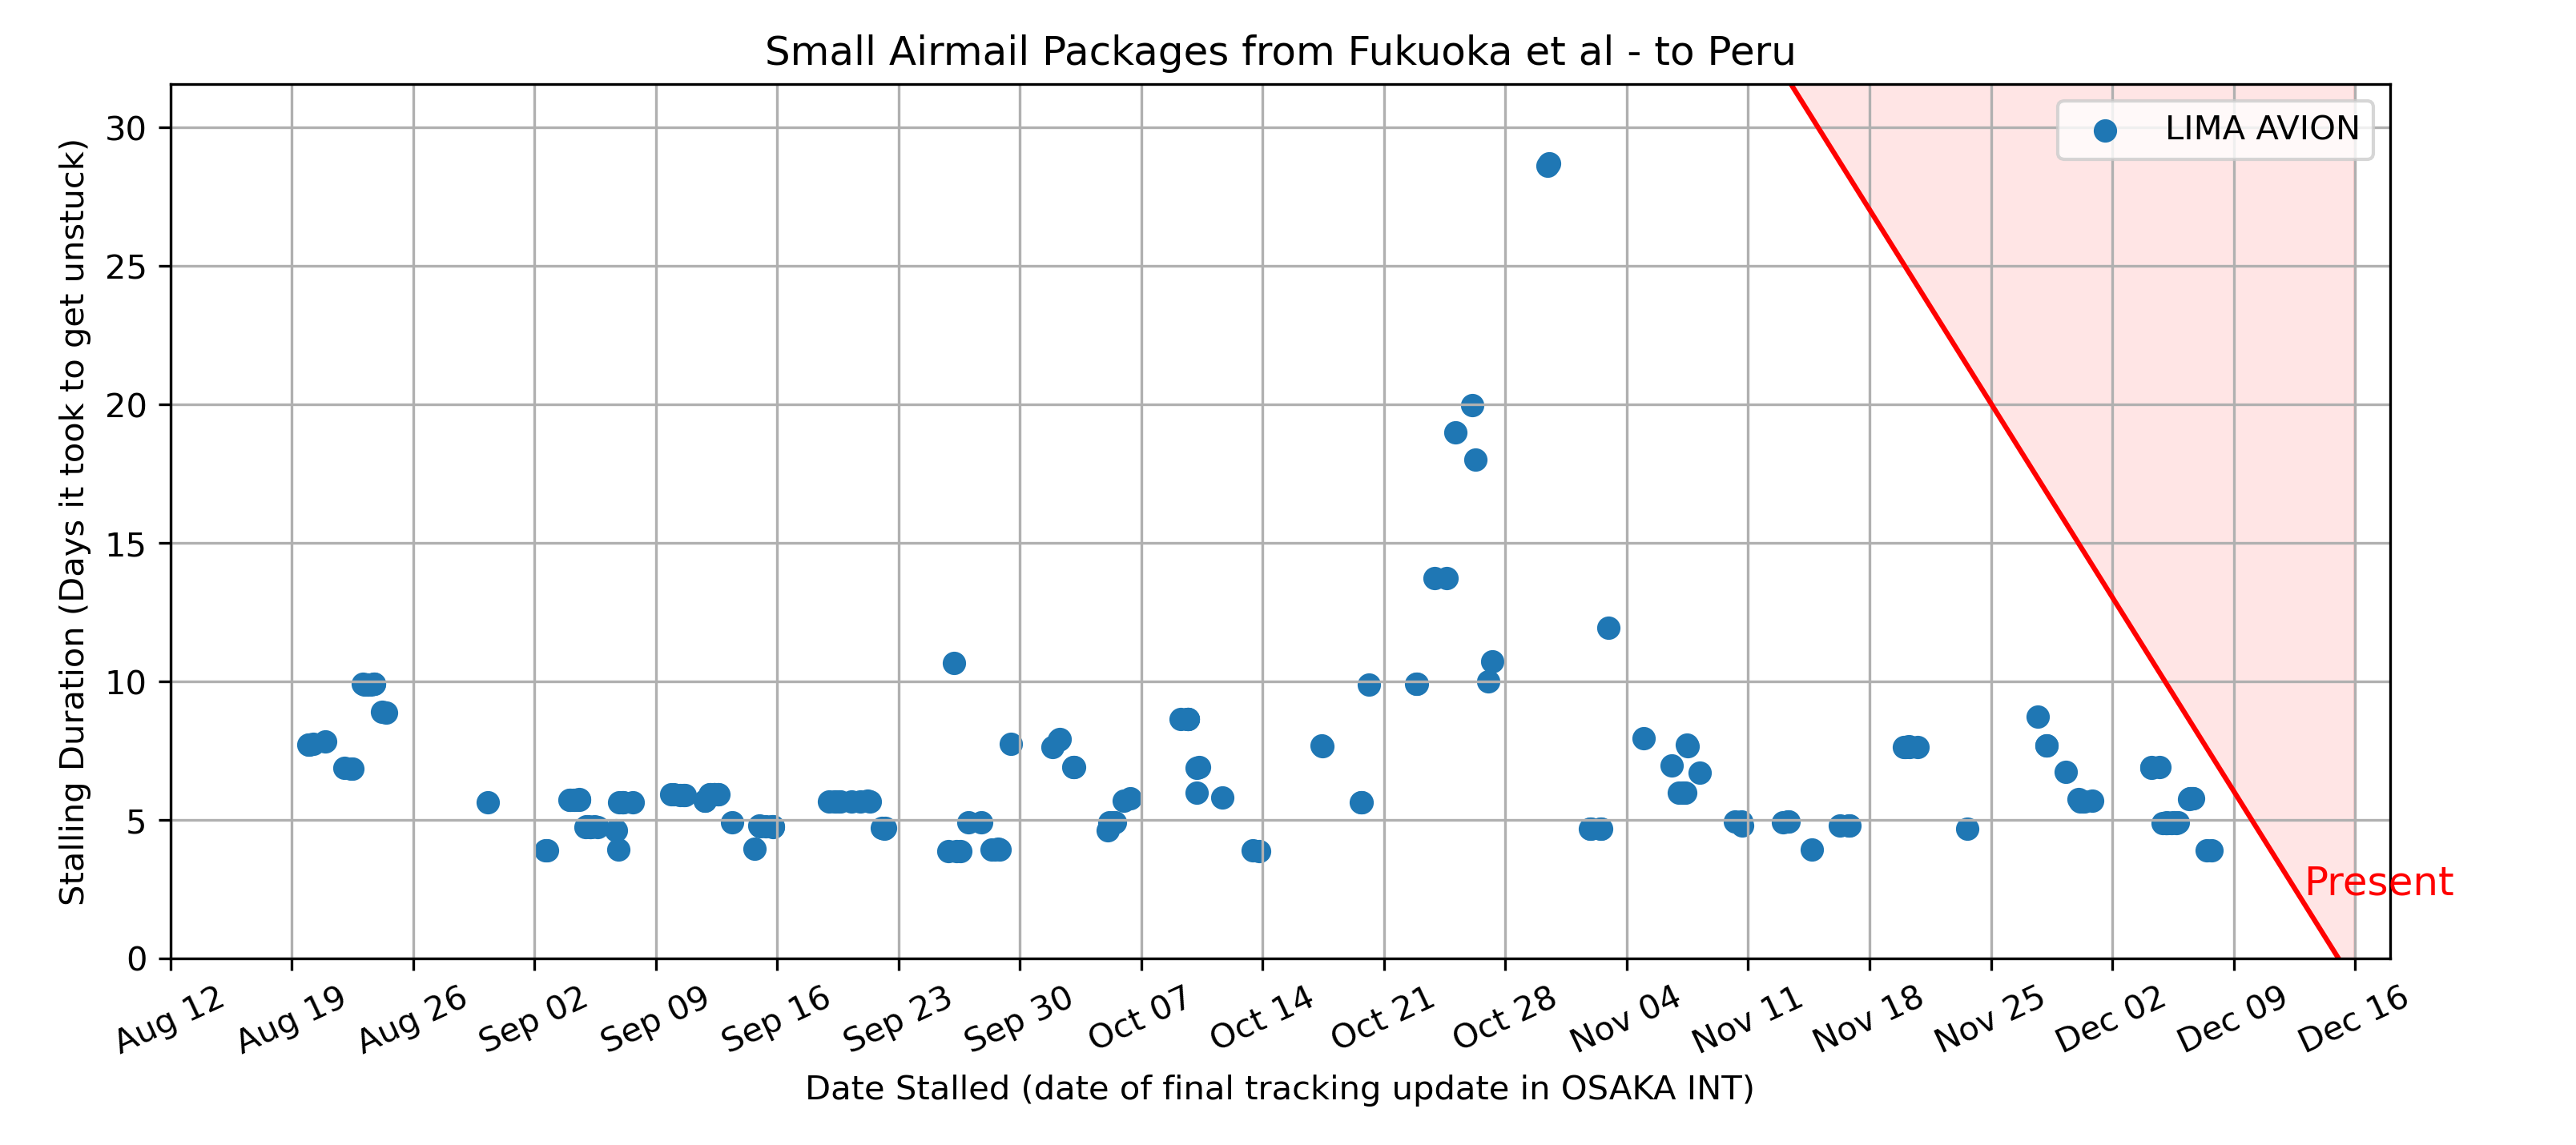 Small Airmail Packages from Fukuoka et al - to Peru
LIMA AVION
Stalling Duration (Days it took to get unstuck)
30
25
20
15
10
5
0
Present
Aug 12
Aug 19
Aug 26
Sep 02
Sep 09
Sep 16
Sep 23
Sep 30
Oct 07
Oct 14
Oct 21
Oct 28
Nov 04
Nov 11
Nov 18
Nov 25
Dec 02
Dec 09
Dec 16
Date Stalled (date of final tracking update in OSAKA INT)